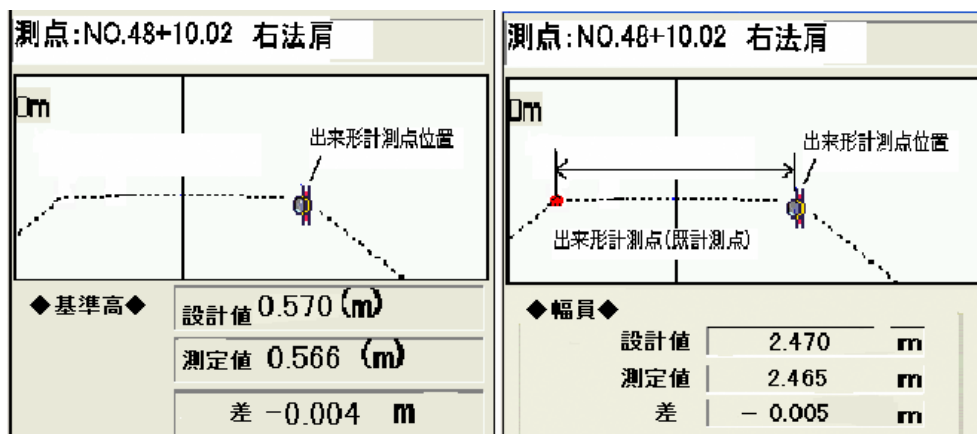 測点:NO.48+10.02 右法肩
0m
出来形計測点位置
◆基準高◆
設計値 0.570 (m)
測定値 0.566 (m)
差 -0.004 m
測点:NO.48+10.02 右法肩
0m
出来形計測点位置
出来形計測点(既計測点)
◆幅員◆
設計値 2.470 m
測定値 2.465 m
差 - 0.005 m